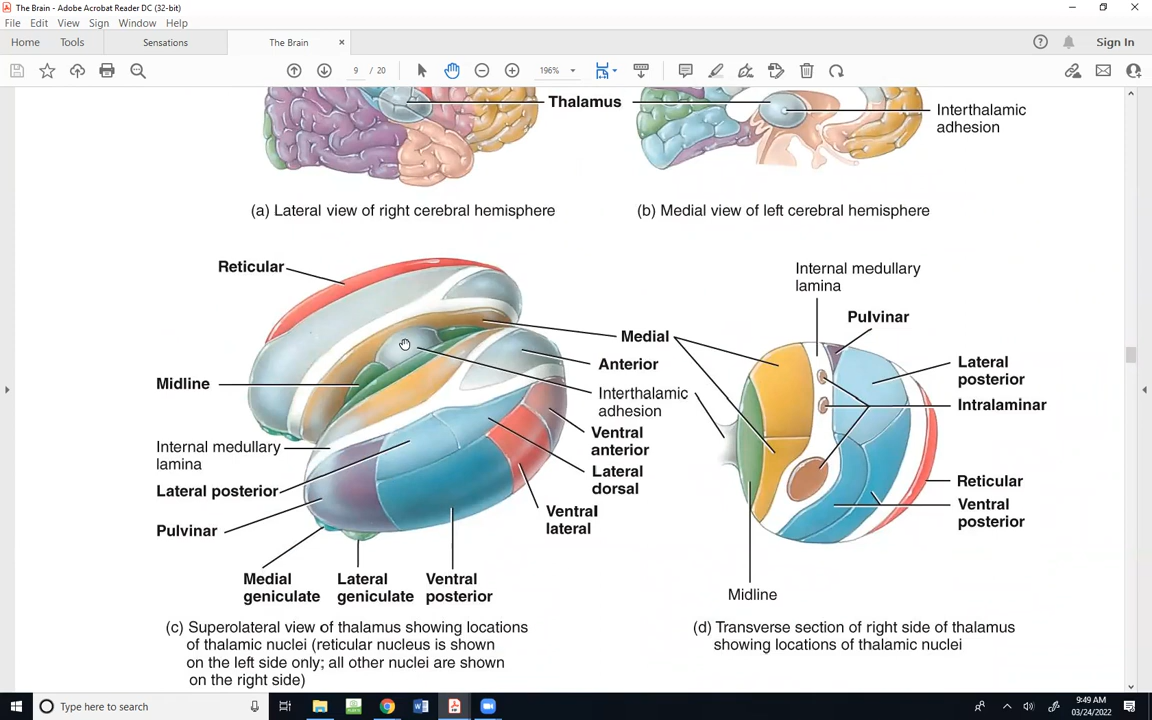 The Brain - Adobe Acrobat Reader DC (32-bit)
File Edit View Sign Window Help
Home Tools Sensations The Brain × Sign In
9 / 20 196%
Thalamus
Interthalamic
adhesion
(a) Lateral view of right cerebral hemisphere
(b) Medial view of left cerebral hemisphere
Reticular
Midline
Internal medullary
lamina
Lateral posterior
Pulvinar
Medial
geniculate
Lateral
geniculate
Ventral
posterior
Medial
Anterior
Interthalamic
adhesion
Ventral
anterior
Lateral
dorsal
Ventral
lateral
(c) Superolateral view of thalamus showing locations
of thalamic nuclei (reticular nucleus is shown
on the left side only; all other nuclei are shown
on the right side)
Internal medullary
lamina
Pulvinar
Lateral
posterior
Intralaminar
Reticular
Ventral
posterior
Midline
(d) Transverse section of right side of thalamus
showing locations of thalamic nuclei
Type here to search
9:49 AM
03/24/2022